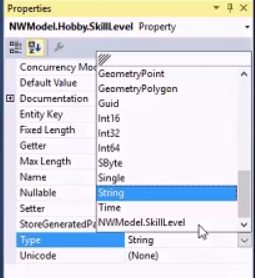 Properties
NWModel.Hobby.SkillLevel Property
Concurrency Mo
Default Value
Documentation
Entity Key
Fixed Length
Getter
Max Length
Name
Nullable
Setter
StoreGeneratedPa
Type String
Unicode (None)
GeometryPoint
GeometryPolygon
Guid
Int16
Int32
Int64
SByte
Single
String
Time
NWModel.SkillLevel